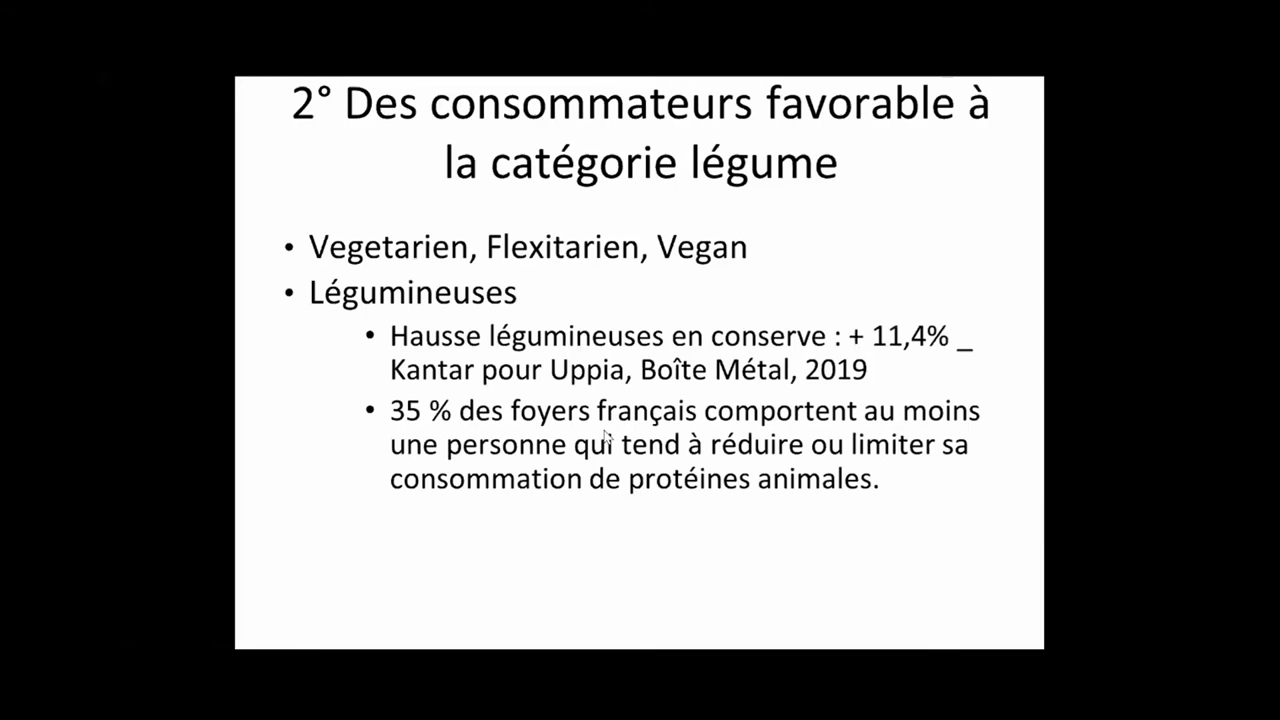 2° Des consommateurs favorable à
la catégorie légume
• Vegetarien, Flexitarien, Vegan
• Légumineuses
• Hausse légumineuses en conserve : + 11,4% _
Kantar pour Uppia, Boîte Métal, 2019
• 35 % des foyers français comportent au moins
une personne qui tend à réduire ou limiter sa
consommation de protéines animales.